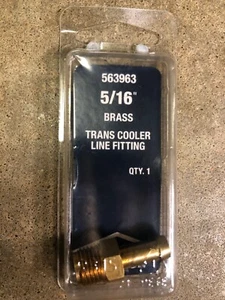 563963
5/16"
BRASS
TRANS COOLER
LINE FITTING
QTY. 1